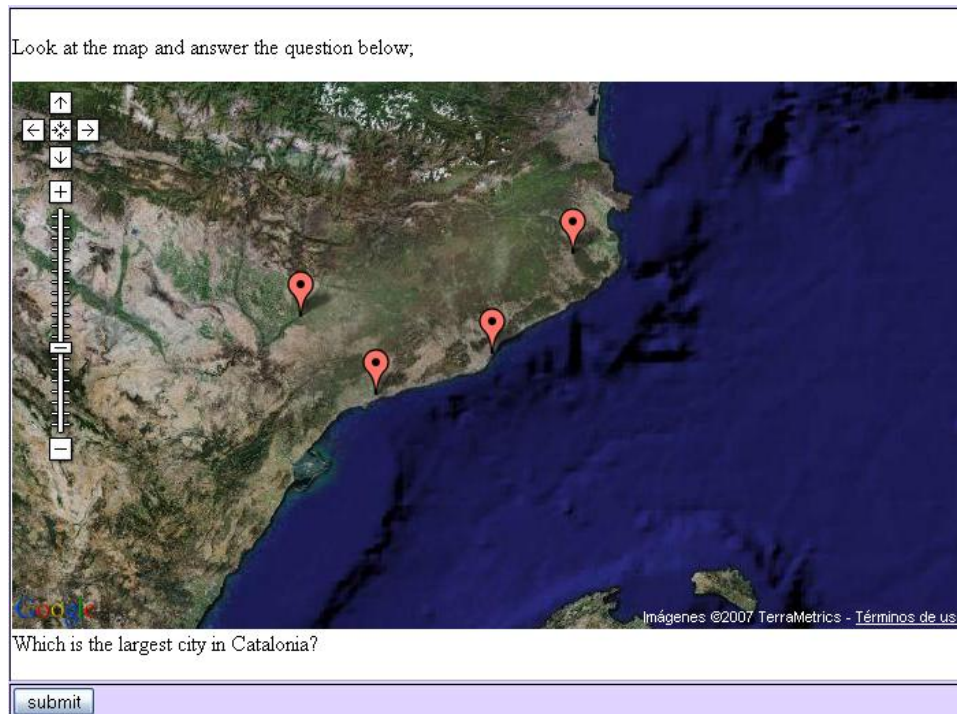 Look at the map and answer the question below;
Google
Imágenes ©2007 TerraMetrics - Términos de us
Which is the largest city in Catalonia?
submit